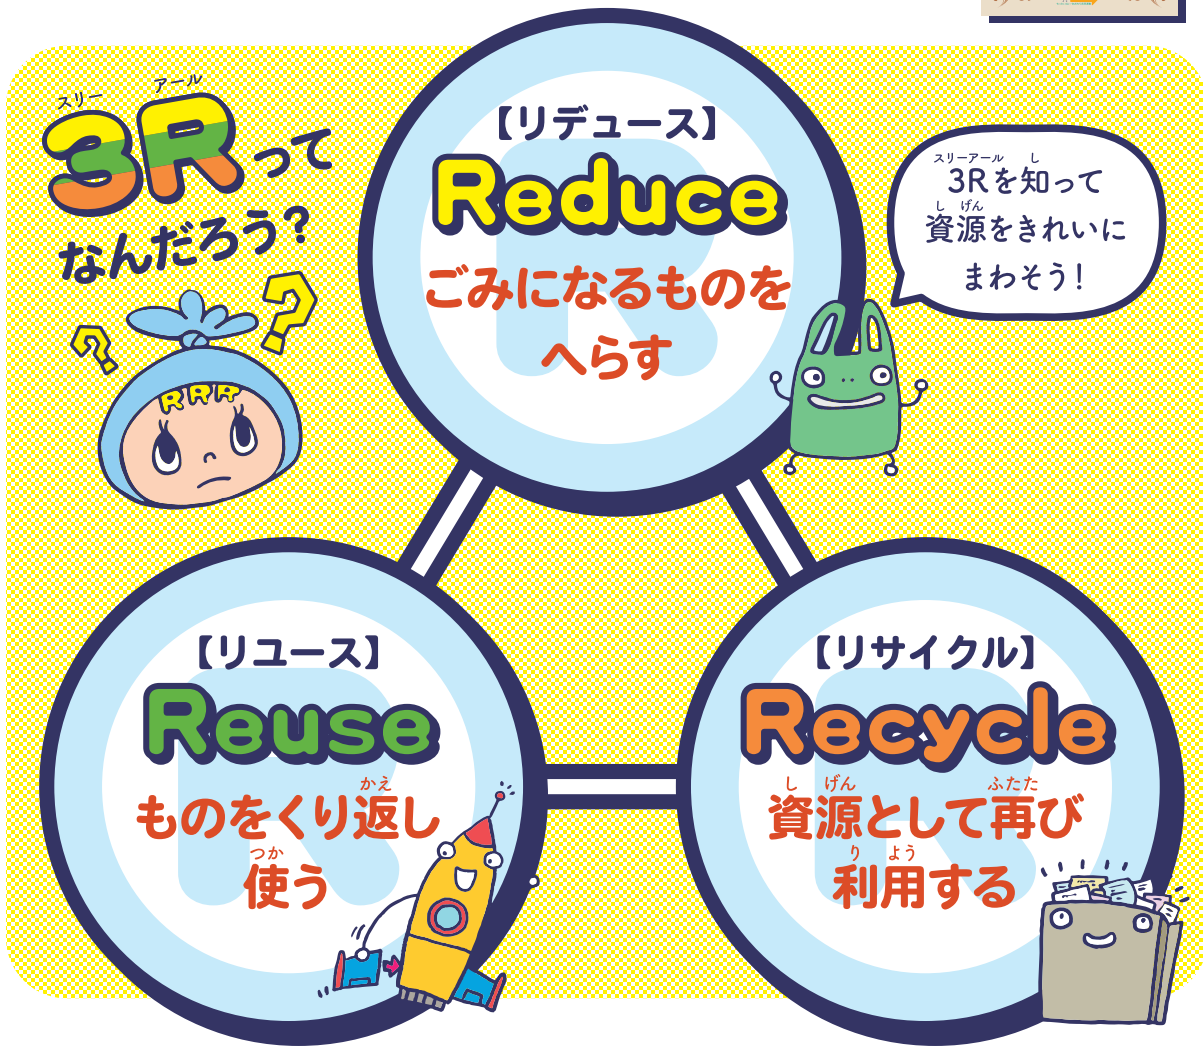 スリー アール
3Rって
なんだろう?
? ?
RRR
【リデュース】
Reduce
ごみになるものを
へらす
スリーアール し
3Rを知って
し げん
資源をきれいに
まわそう!
【リユース】
Reuse
かえ
ものをくり返し
つか
使う
【リサイクル】
Recycle
し げん ふたた
資源として再び
り よう
利用する